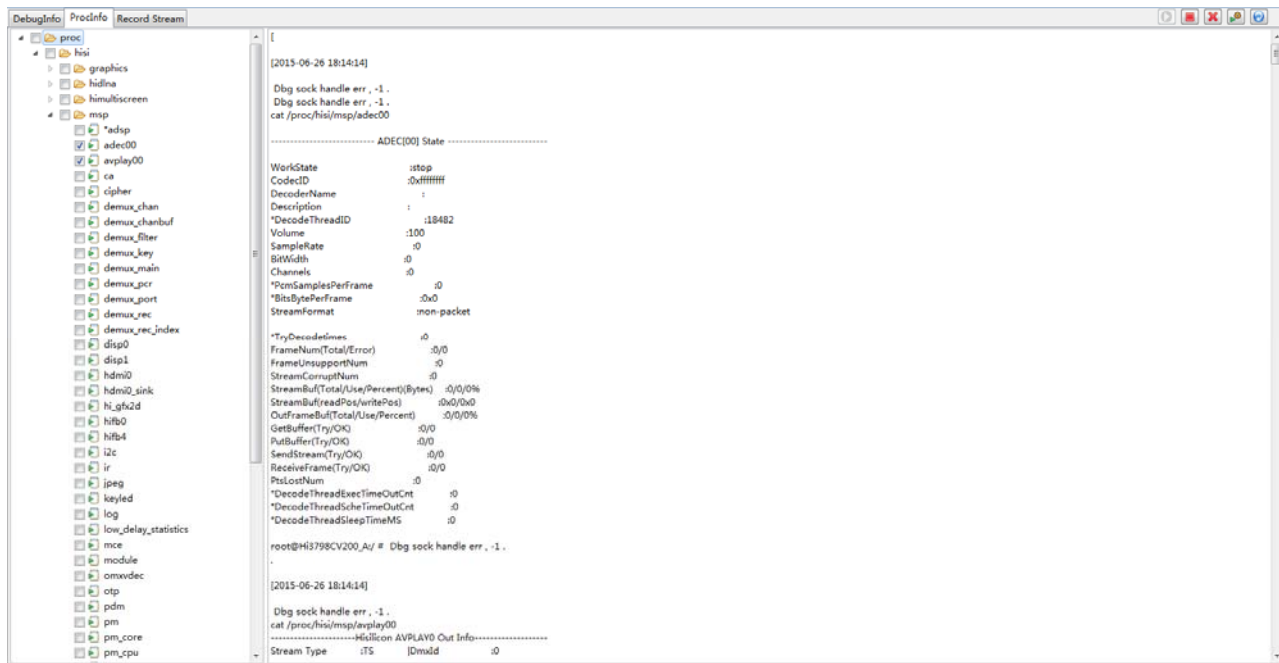 DebugInfo ProcInfo Record Stream
proc
hisi
graphics
hidlna
himultiscreen
msp
*adsp
adec00
avplay00
ca
cipher
demux_chan
demux_chanbuf
demux_filter
demux_key
demux_main
demux_pcr
demux_port
demux_rec
demux_rec_index
disp0
disp1
hdmi0
hdmi0_sink
hi_gfx2d
hifb0
hifb4
i2c
ir
jpeg
keyled
log
low_delay_statistics
mce
module
omxvdec
otp
pdm
pm
pm_core
pm_cpu
[
[2015-06-26 18:14:14]
Dbg sock handle err , -1 .
Dbg sock handle err , -1 .
cat /proc/hisi/msp/adec00
--------------------------- ADEC[00] State --------------------------
WorkState :stop
CodecID :0xffffffff
DecoderName :
Description :
*DecodeThreadID :18482
Volume :100
SampleRate :0
BitWidth :0
Channels :0
*PcmSamplesPerFrame :0
*BitsBytePerFrame :0x0
StreamFormat :non-packet
*TryDecodetimes :0
FrameNum(Total/Error) :0/0
FrameUnsupportNum :0
StreamCorruptNum :0
StreamBuf(Total/Use/Percent)(Bytes) :0/0/0%
StreamBuf(readPos/writePos) :0x0/0x0
OutFrameBuf(Total/Use/Percent) :0/0/0%
GetBuffer(Try/OK) :0/0
PutBuffer(Try/OK) :0/0
SendStream(Try/OK) :0/0
ReceiveFrame(Try/OK) :0/0
PtsLostNum :0
*DecodeThreadExecTimeOutCnt :0
*DecodeThreadScheTimeOutCnt :0
*DecodeThreadSleepTimeMS :0
root@Hi3798CV200_A:/ # Dbg sock handle err , -1 .
.
[2015-06-26 18:14:14]
Dbg sock handle err , -1 .
cat /proc/hisi/msp/avplay00
----------------------Hisilicon AVPLAY0 Out Info-------------------
Stream Type :TS |DmxId :0